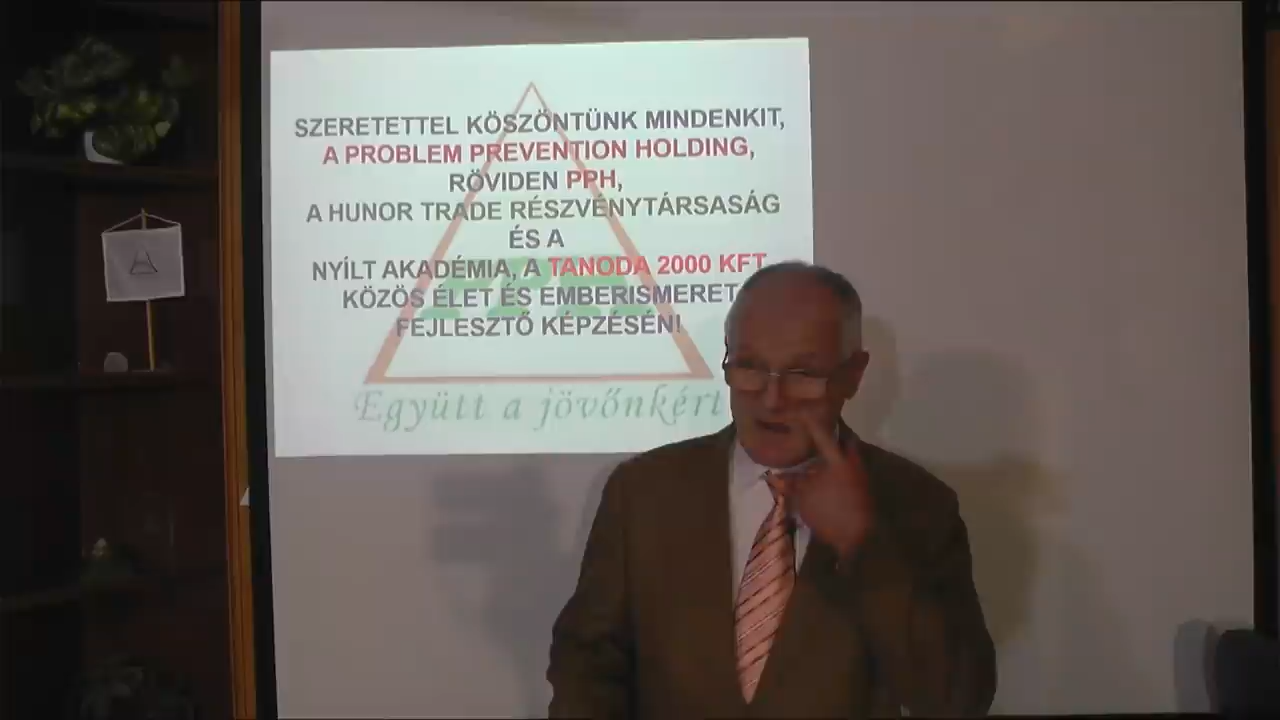 SZERETETTEL KÖSZÖNTÜNK MINDENKIT,
A PROBLEM PREVENTION HOLDING,
RÖVIDEN PPH,
A HUNOR TRADE RÉSZVÉNYTÁRSASÁG
ÉS A
NYÍLT AKADÉMIA, A TANODA 2000 KFT
KÖZÖS ÉLET ÉS EMBERISMERET
FEJLESZTŐ KÉPZÉSÉN!
Együtt a jövőnkért